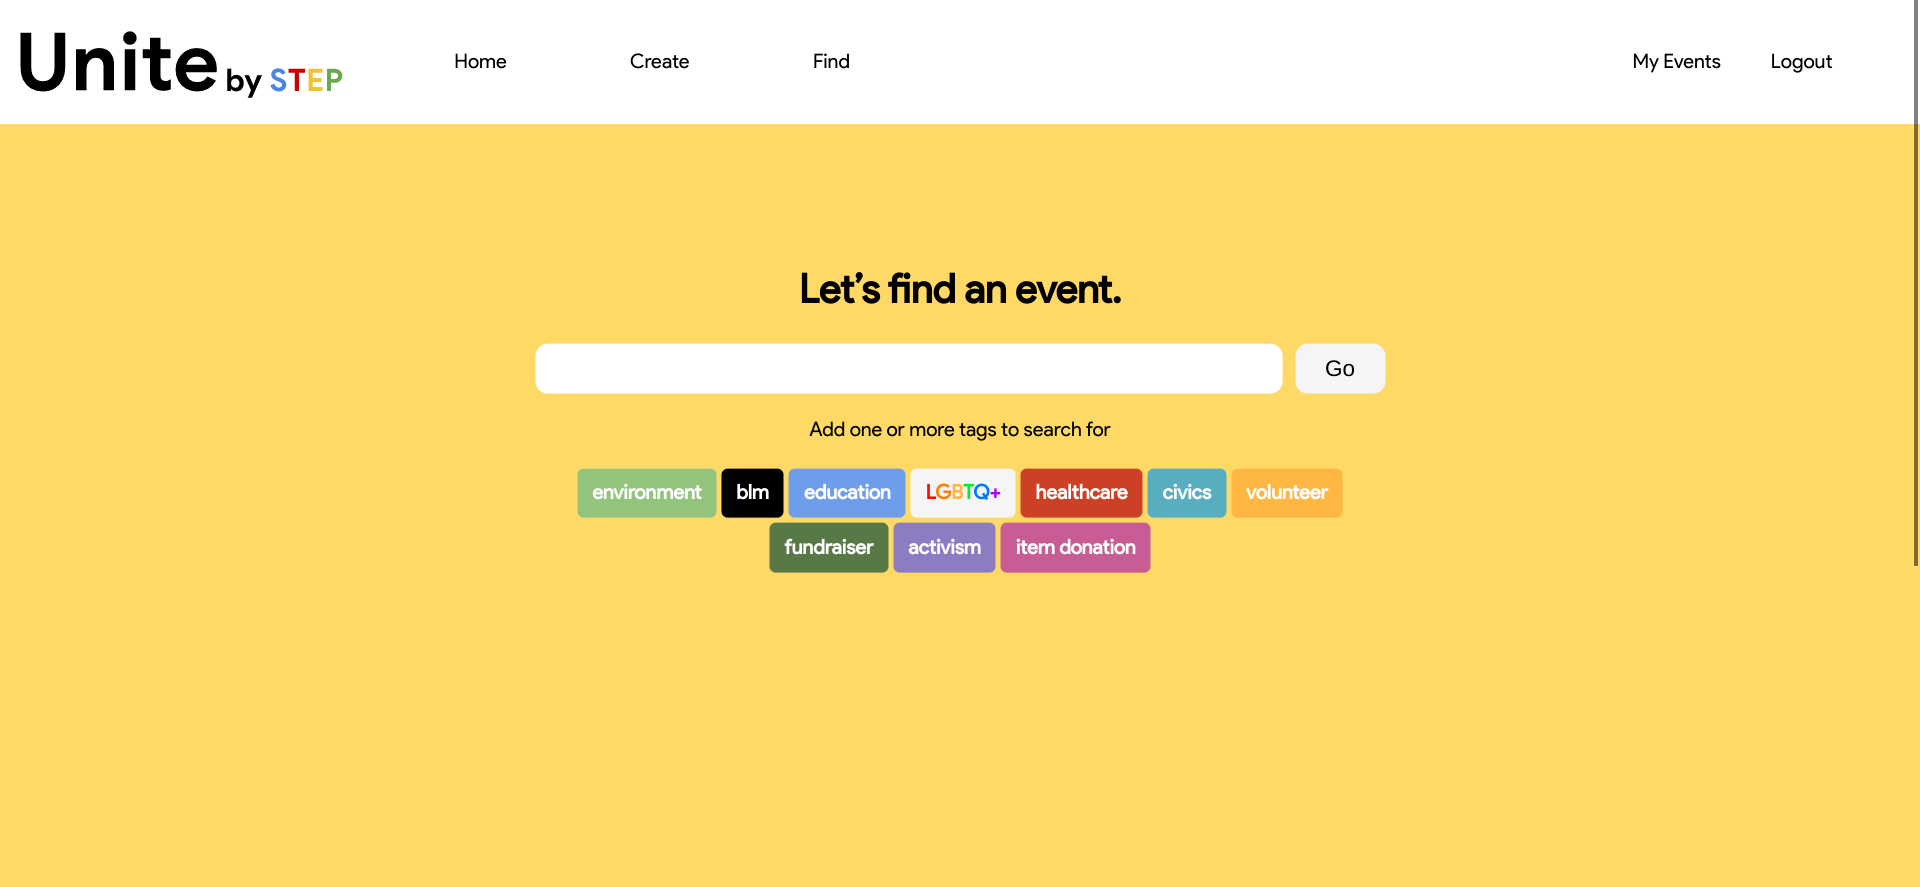 Unite by STEP Home Create Find My Events Logout
Let's find an event.
Go
Add one or more tags to search for
environment blm education LGBTQ+ healthcare civics volunteer
fundraiser activism item donation